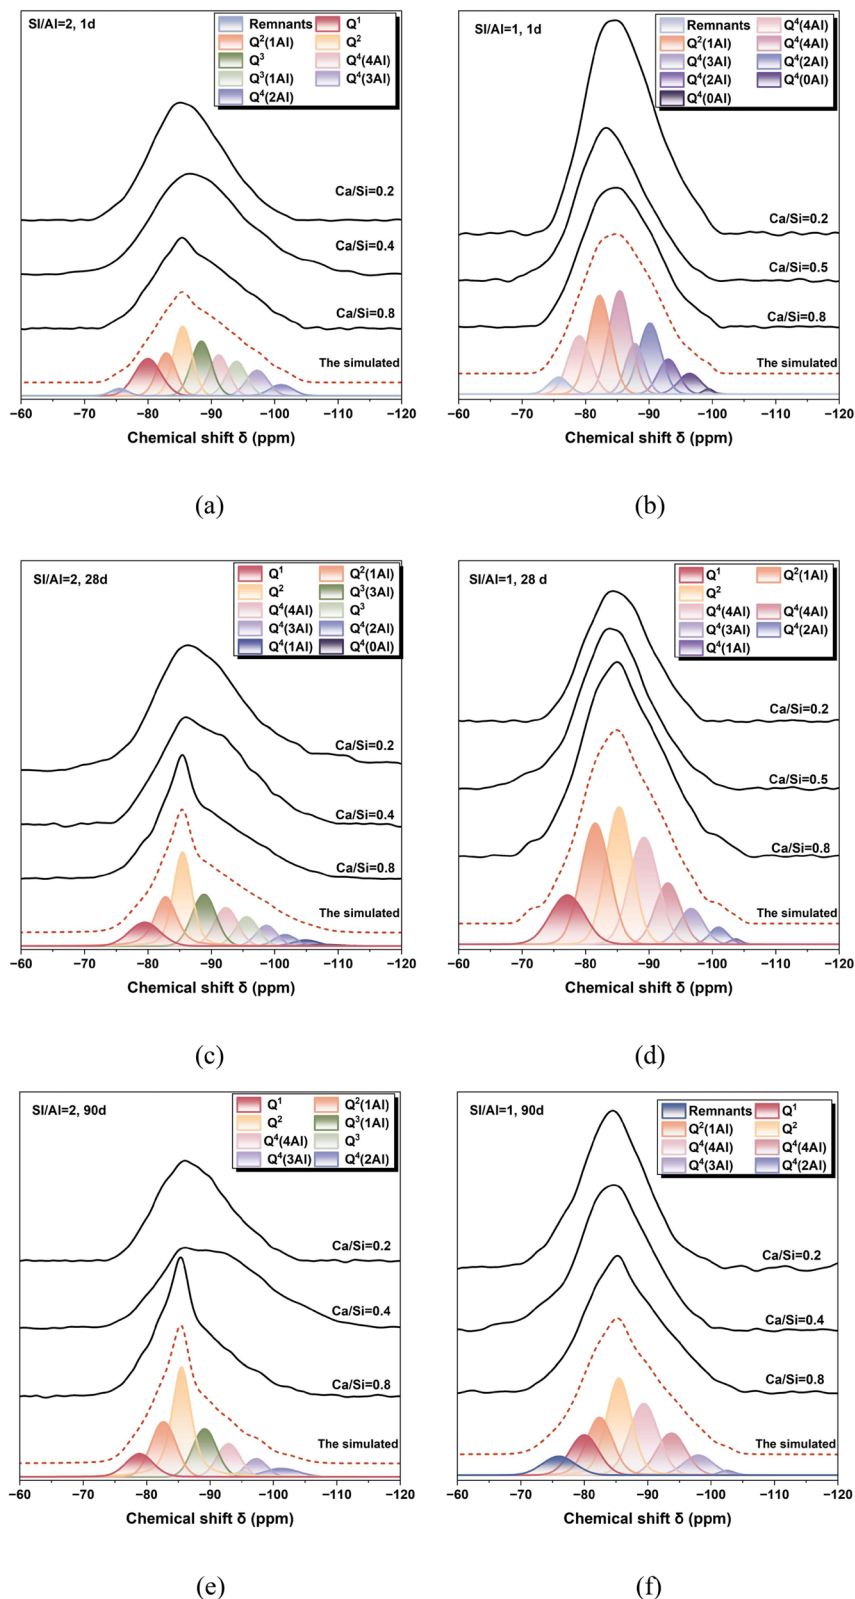 SI/Al=2, 1d
Remnants Q¹
Q²(1Al) Q²
Q³ Q⁴(4Al)
Q³(1Al) Q⁴(3Al)
Q⁴(2Al)
Ca/Si=0.2
Ca/Si=0.4
Ca/Si=0.8
The simulated
−60 −70 −80 −90 −100 −110 −120
Chemical shift δ (ppm)
(a)
SI/Al=1, 1d
Remnants Q⁴(4Al)
Q²(1Al) Q⁴(4Al)
Q⁴(3Al) Q⁴(2Al)
Q⁴(2Al) Q⁴(0Al)
Q⁴(0Al)
Ca/Si=0.2
Ca/Si=0.5
Ca/Si=0.8
The simulated
−60 −70 −80 −90 −100 −110 −120
Chemical shift δ (ppm)
(b)
SI/Al=2, 28d
Q¹ Q²(1Al)
Q² Q³(3Al)
Q⁴(4Al) Q³
Q⁴(3Al) Q⁴(2Al)
Q⁴(1Al) Q⁴(0Al)
Ca/Si=0.2
Ca/Si=0.4
Ca/Si=0.8
The simulated
−60 −70 −80 −90 −100 −110 −120
Chemical shift δ (ppm)
(c)
SI/Al=1, 28 d
Q¹ Q²(1Al)
Q²
Q⁴(4Al) Q⁴(4Al)
Q⁴(3Al) Q⁴(2Al)
Q⁴(1Al)
Ca/Si=0.2
Ca/Si=0.5
Ca/Si=0.8
The simulated
−60 −70 −80 −90 −100 −110 −120
Chemical shift δ (ppm)
(d)
SI/Al=2, 90d
Q¹ Q²(1Al)
Q² Q³(1Al)
Q⁴(4Al) Q³
Q⁴(3Al) Q⁴(2Al)
Ca/Si=0.2
Ca/Si=0.4
Ca/Si=0.8
The simulated
−60 −70 −80 −90 −100 −110 −120
Chemical shift δ (ppm)
(e)
SI/Al=1, 90d
Remnants Q¹
Q²(1Al) Q²
Q⁴(4Al) Q⁴(4Al)
Q⁴(3Al) Q⁴(2Al)
Ca/Si=0.2
Ca/Si=0.4
Ca/Si=0.8
The simulated
−60 −70 −80 −90 −100 −110 −120
Chemical shift δ (ppm)
(f)